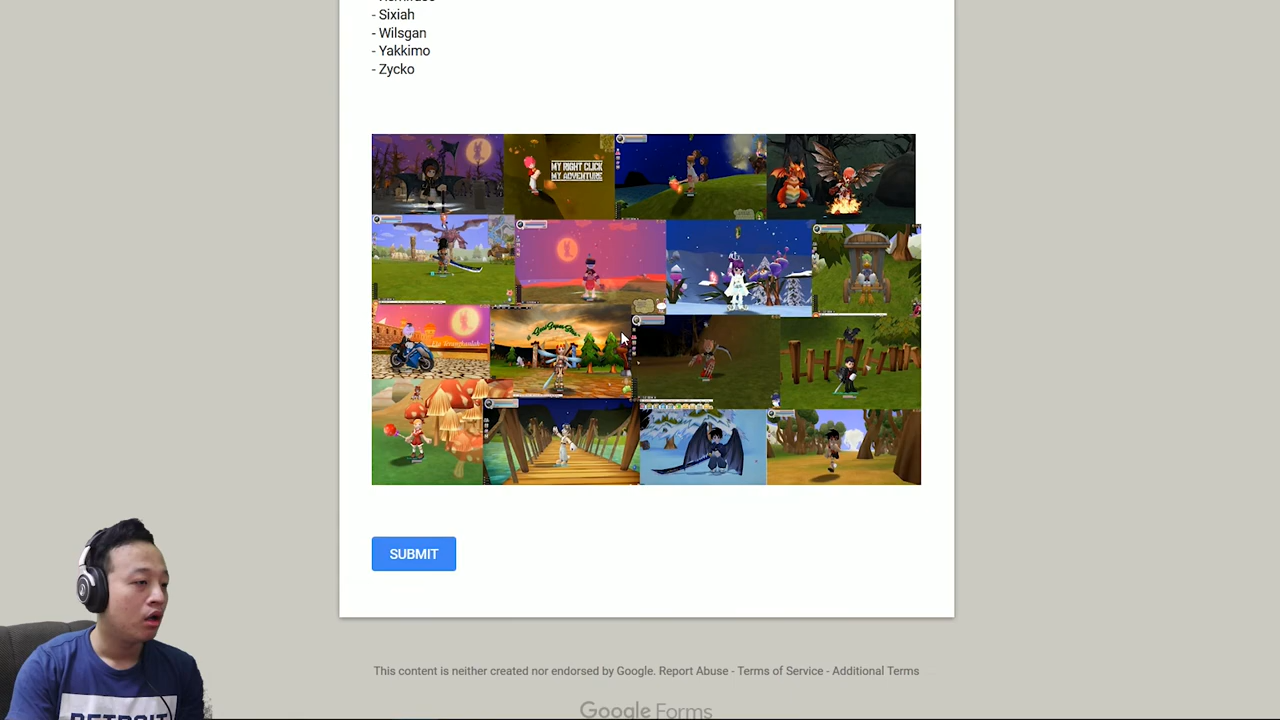 - Sixiah
- Wilsgan
- Yakkimo
- Zycko
MY RIGHT CLICK
MY ADVENTURE
SUBMIT
This content is neither created nor endorsed by Google. Report Abuse - Terms of Service - Additional Terms
Google Forms
DETROIT